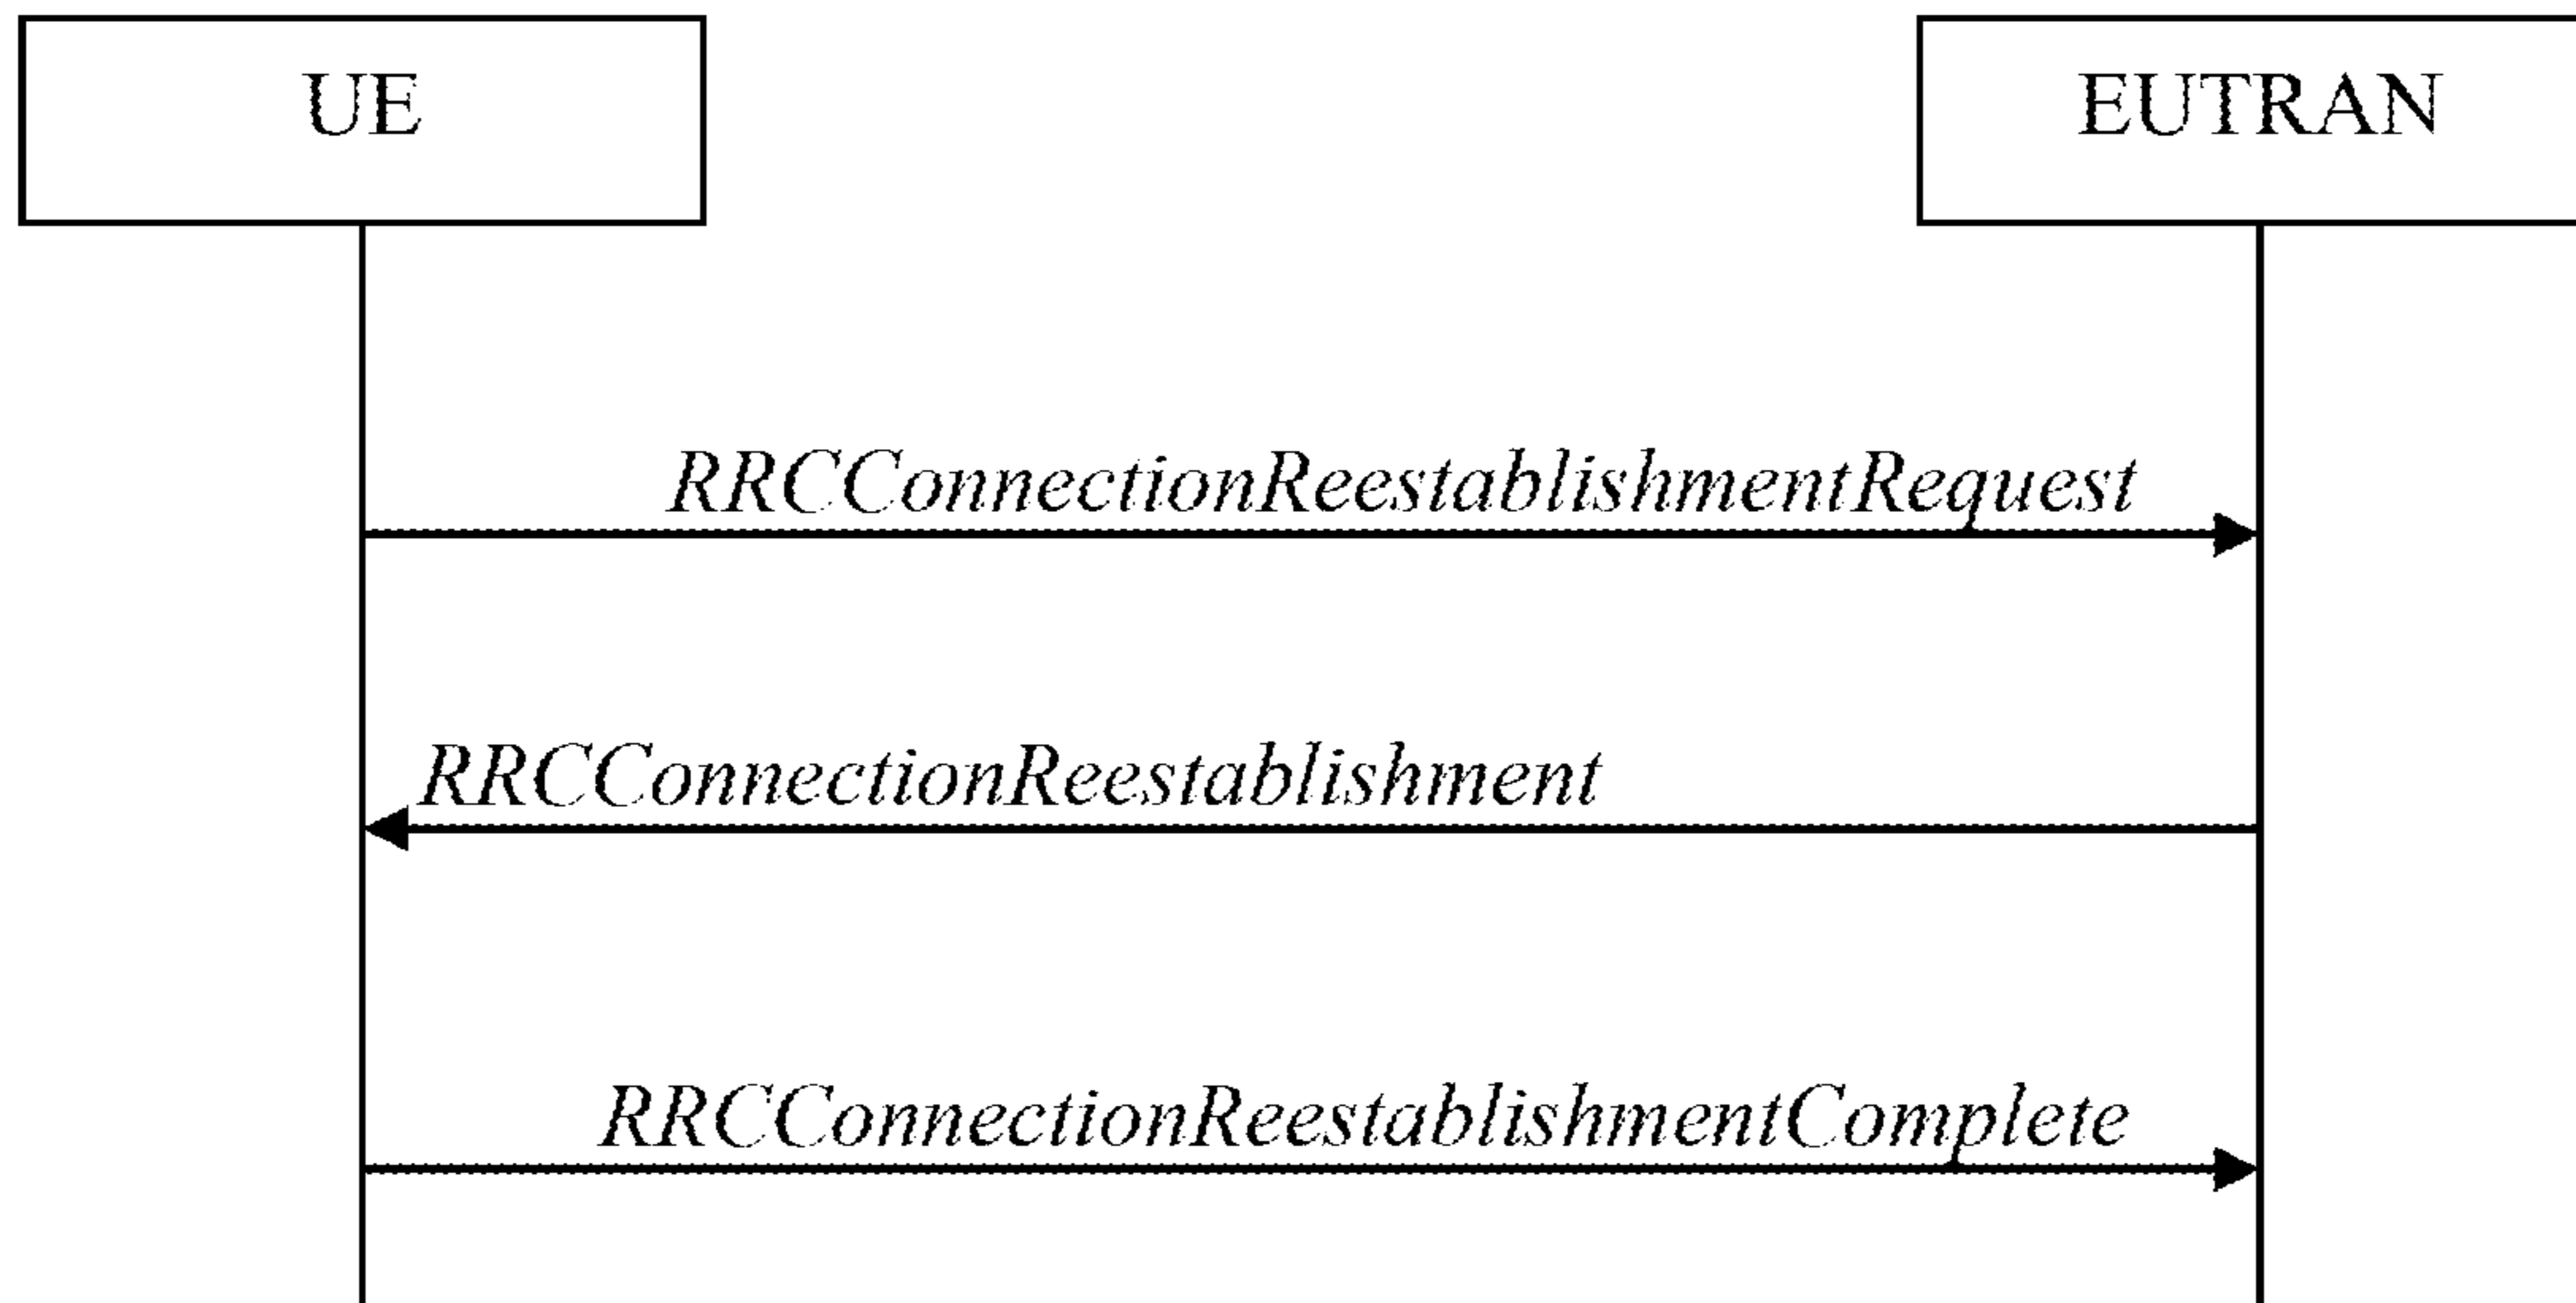 UE
EUTRAN
RRCConnectionReestablishmentRequest
RRCConnectionReestablishment
RRCConnectionReestablishmentComplete